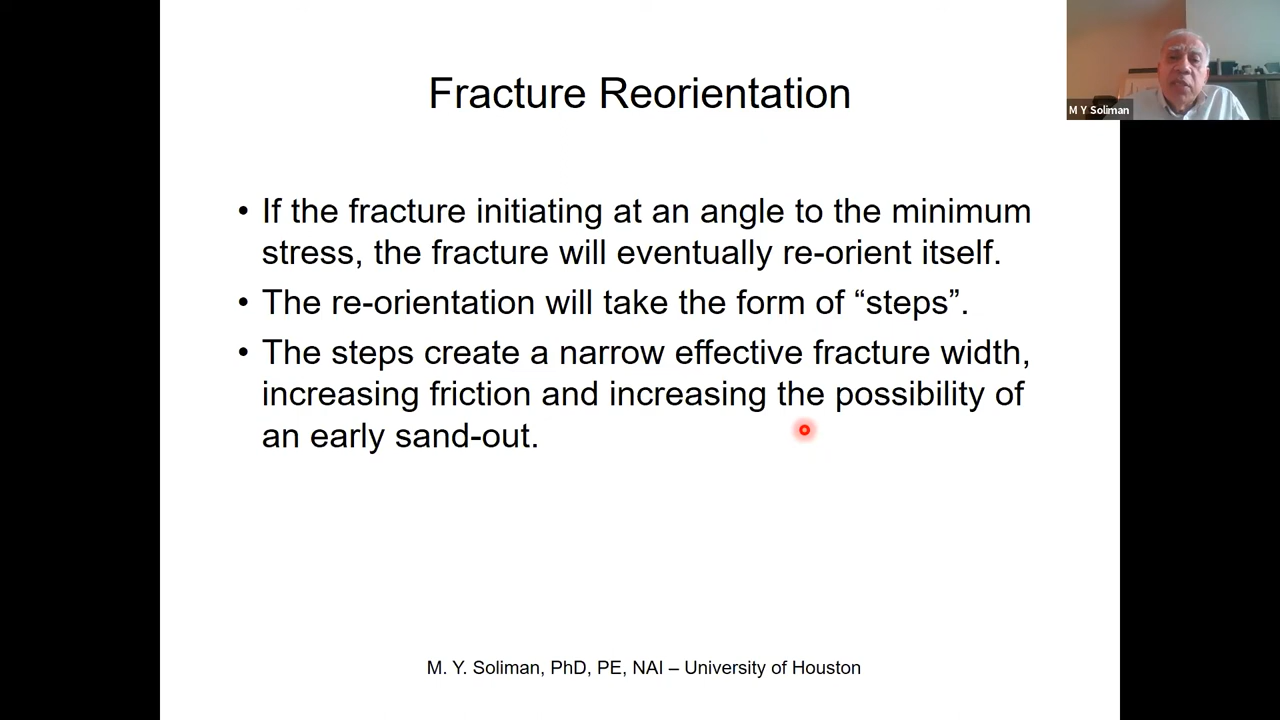 Fracture Reorientation
M Y Soliman
• If the fracture initiating at an angle to the minimum
stress, the fracture will eventually re-orient itself.
• The re-orientation will take the form of “steps”.
• The steps create a narrow effective fracture width,
increasing friction and increasing the possibility of
an early sand-out.
M. Y. Soliman, PhD, PE, NAI – University of Houston